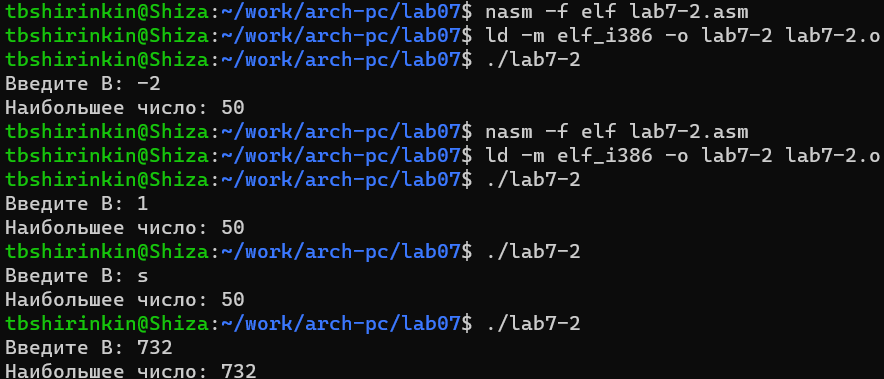 tbshirinkin@Shiza:~/work/arch-pc/lab07$ nasm -f elf lab7-2.asm
tbshirinkin@Shiza:~/work/arch-pc/lab07$ ld -m elf_i386 -o lab7-2 lab7-2.o
tbshirinkin@Shiza:~/work/arch-pc/lab07$ ./lab7-2
Введите В: -2
Наибольшее число: 50
tbshirinkin@Shiza:~/work/arch-pc/lab07$ nasm -f elf lab7-2.asm
tbshirinkin@Shiza:~/work/arch-pc/lab07$ ld -m elf_i386 -o lab7-2 lab7-2.o
tbshirinkin@Shiza:~/work/arch-pc/lab07$ ./lab7-2
Введите В: 1
Наибольшее число: 50
tbshirinkin@Shiza:~/work/arch-pc/lab07$ ./lab7-2
Введите В: s
Наибольшее число: 50
tbshirinkin@Shiza:~/work/arch-pc/lab07$ ./lab7-2
Введите В: 732
Наибольшее число: 732